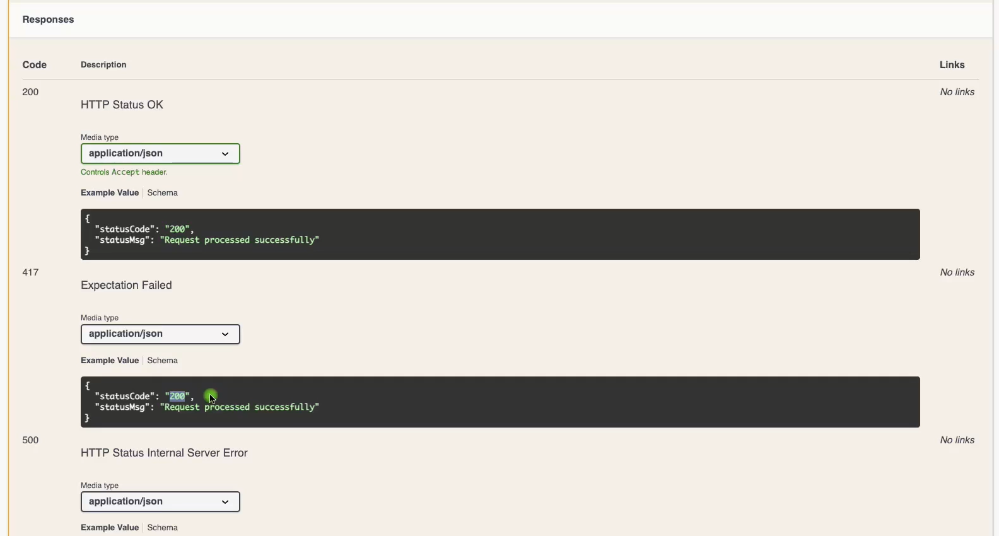 Responses
Code Description Links
200 No links
HTTP Status OK
Media type
application/json
Controls Accept header.
Example Value Schema
{
"statusCode": "200",
"statusMsg": "Request processed successfully"
}
417 No links
Expectation Failed
Media type
application/json
Example Value Schema
{
"statusCode": "200",
"statusMsg": "Request processed successfully"
}
500 No links
HTTP Status Internal Server Error
Media type
application/json
Example Value Schema